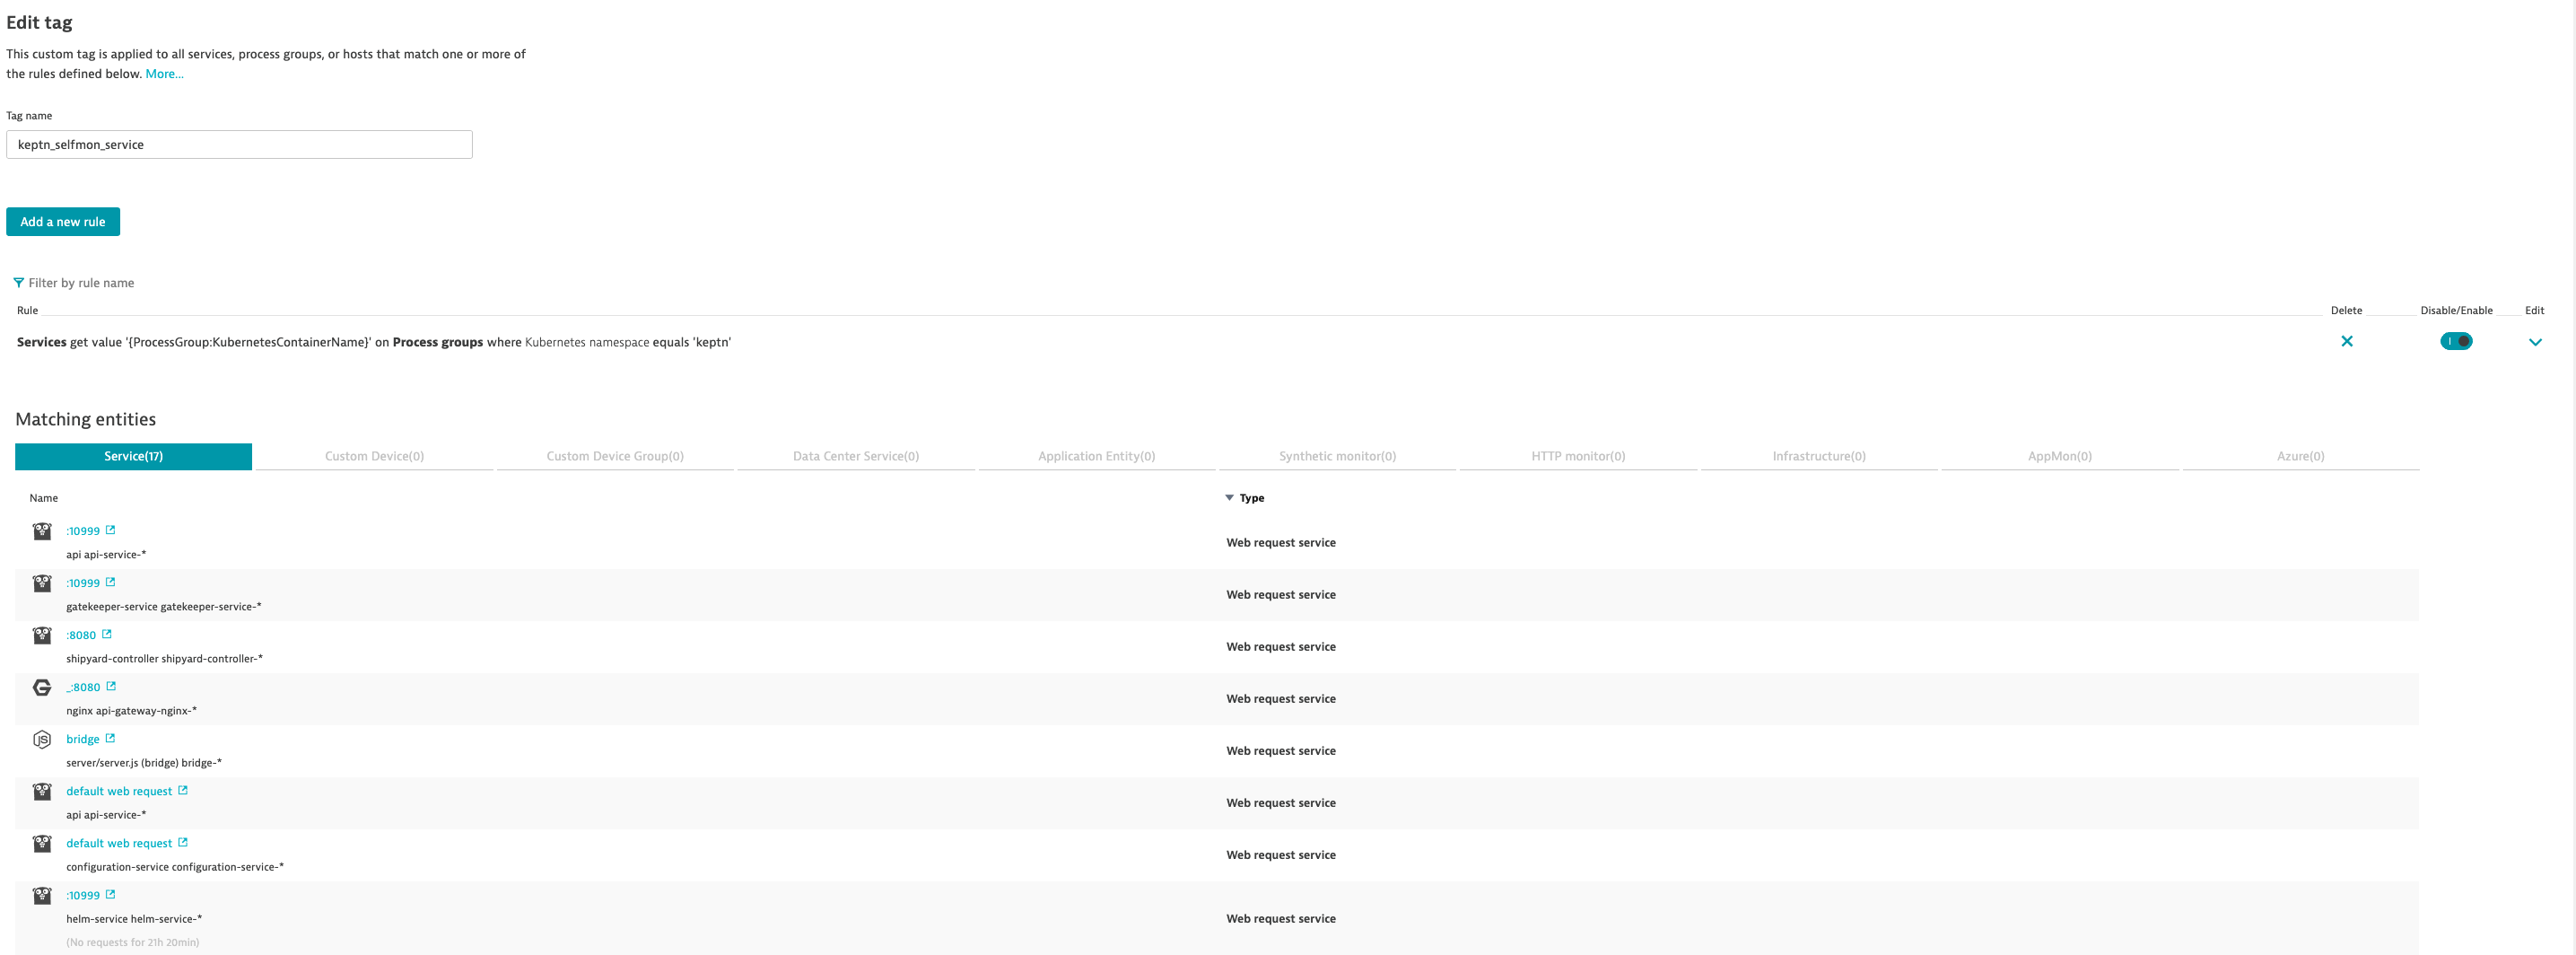 Edit tag
This custom tag is applied to all services, process groups, or hosts that match one or more of
the rules defined below. More...
Tag name
keptn_selfmon_service
Add a new rule
Filter by rule name
Rule Delete Disable/Enable Edit
Services get value '{ProcessGroup:KubernetesContainerName}' on Process groups where Kubernetes namespace equals 'keptn'
Matching entities
Service(17) Custom Device(0) Custom Device Group(0) Data Center Service(0) Application Entity(0) Synthetic monitor(0) HTTP monitor(0) Infrastructure(0) AppMon(0) Azure(0)
Name Type
:10999
api api-service-*
Web request service
:10999
gatekeeper-service gatekeeper-service-*
Web request service
:8080
shipyard-controller shipyard-controller-*
Web request service
_:8080
nginx api-gateway-nginx-*
Web request service
JS
bridge
server/server.js (bridge) bridge-*
Web request service
default web request
api api-service-*
Web request service
default web request
configuration-service configuration-service-*
Web request service
:10999
helm-service helm-service-*
Web request service
(No requests for 21h 20min)